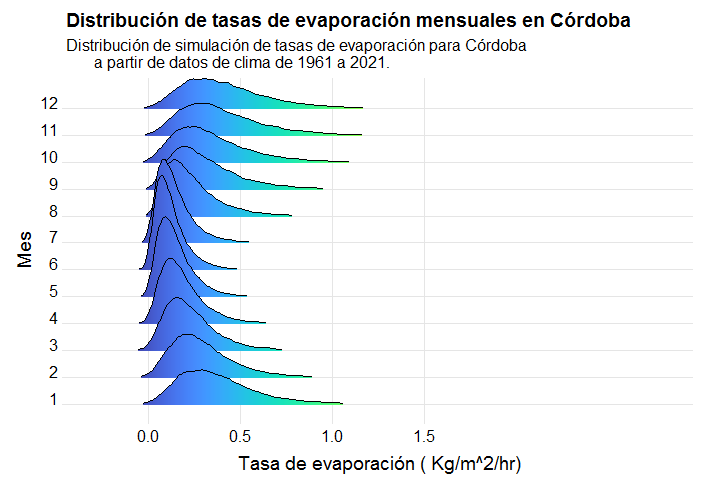 Distribución de tasas de evaporación mensuales en Córdoba
Distribución de simulación de tasas de evaporación para Córdoba
a partir de datos de clima de 1961 a 2021.
12
11
10
9
8
7
6
5
4
3
2
1
Mes
0.0 0.5 1.0 1.5
Tasa de evaporación ( Kg/m^2/hr)